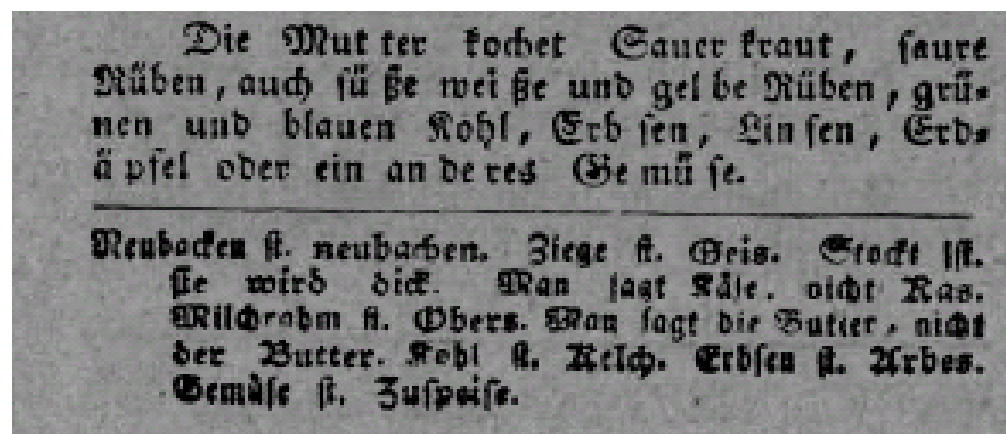 Die Mut ter kochet Sauer kraut, ſaure
Rüben, auch ſü ße wei ße und gel be Rüben, grü⸗
nen und blauen Kohl, Erb ſen, Lin ſen, Erd⸗
ä pfel oder ein an de res Ge mü ſe.
Neubacken ſt. neubachen. Ziege ſt. Geis. Stockt iſt.
ſie wird dick. Man ſagt Käſe. nicht Kas.
Milchrahm ſt. Obers. Man ſagt die Butter, nicht
der Butter. Kohl ſt. Kelch. Erbſen ſt. Arbes.
Gemüſe ſt. Zuſpeiſe.